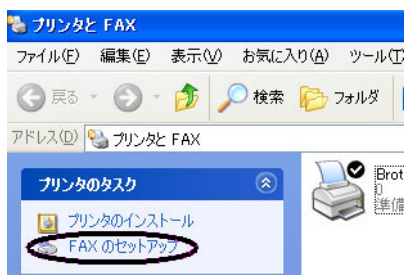 プリンタと FAX
ファイル(F) 編集(E) 表示(V) お気に入り(A) ツール(T)
戻る 検索 フォルダ
アドレス(D) プリンタと FAX
プリンタのタスク
プリンタのインストール
FAX のセットアップ
Brot
0
準備